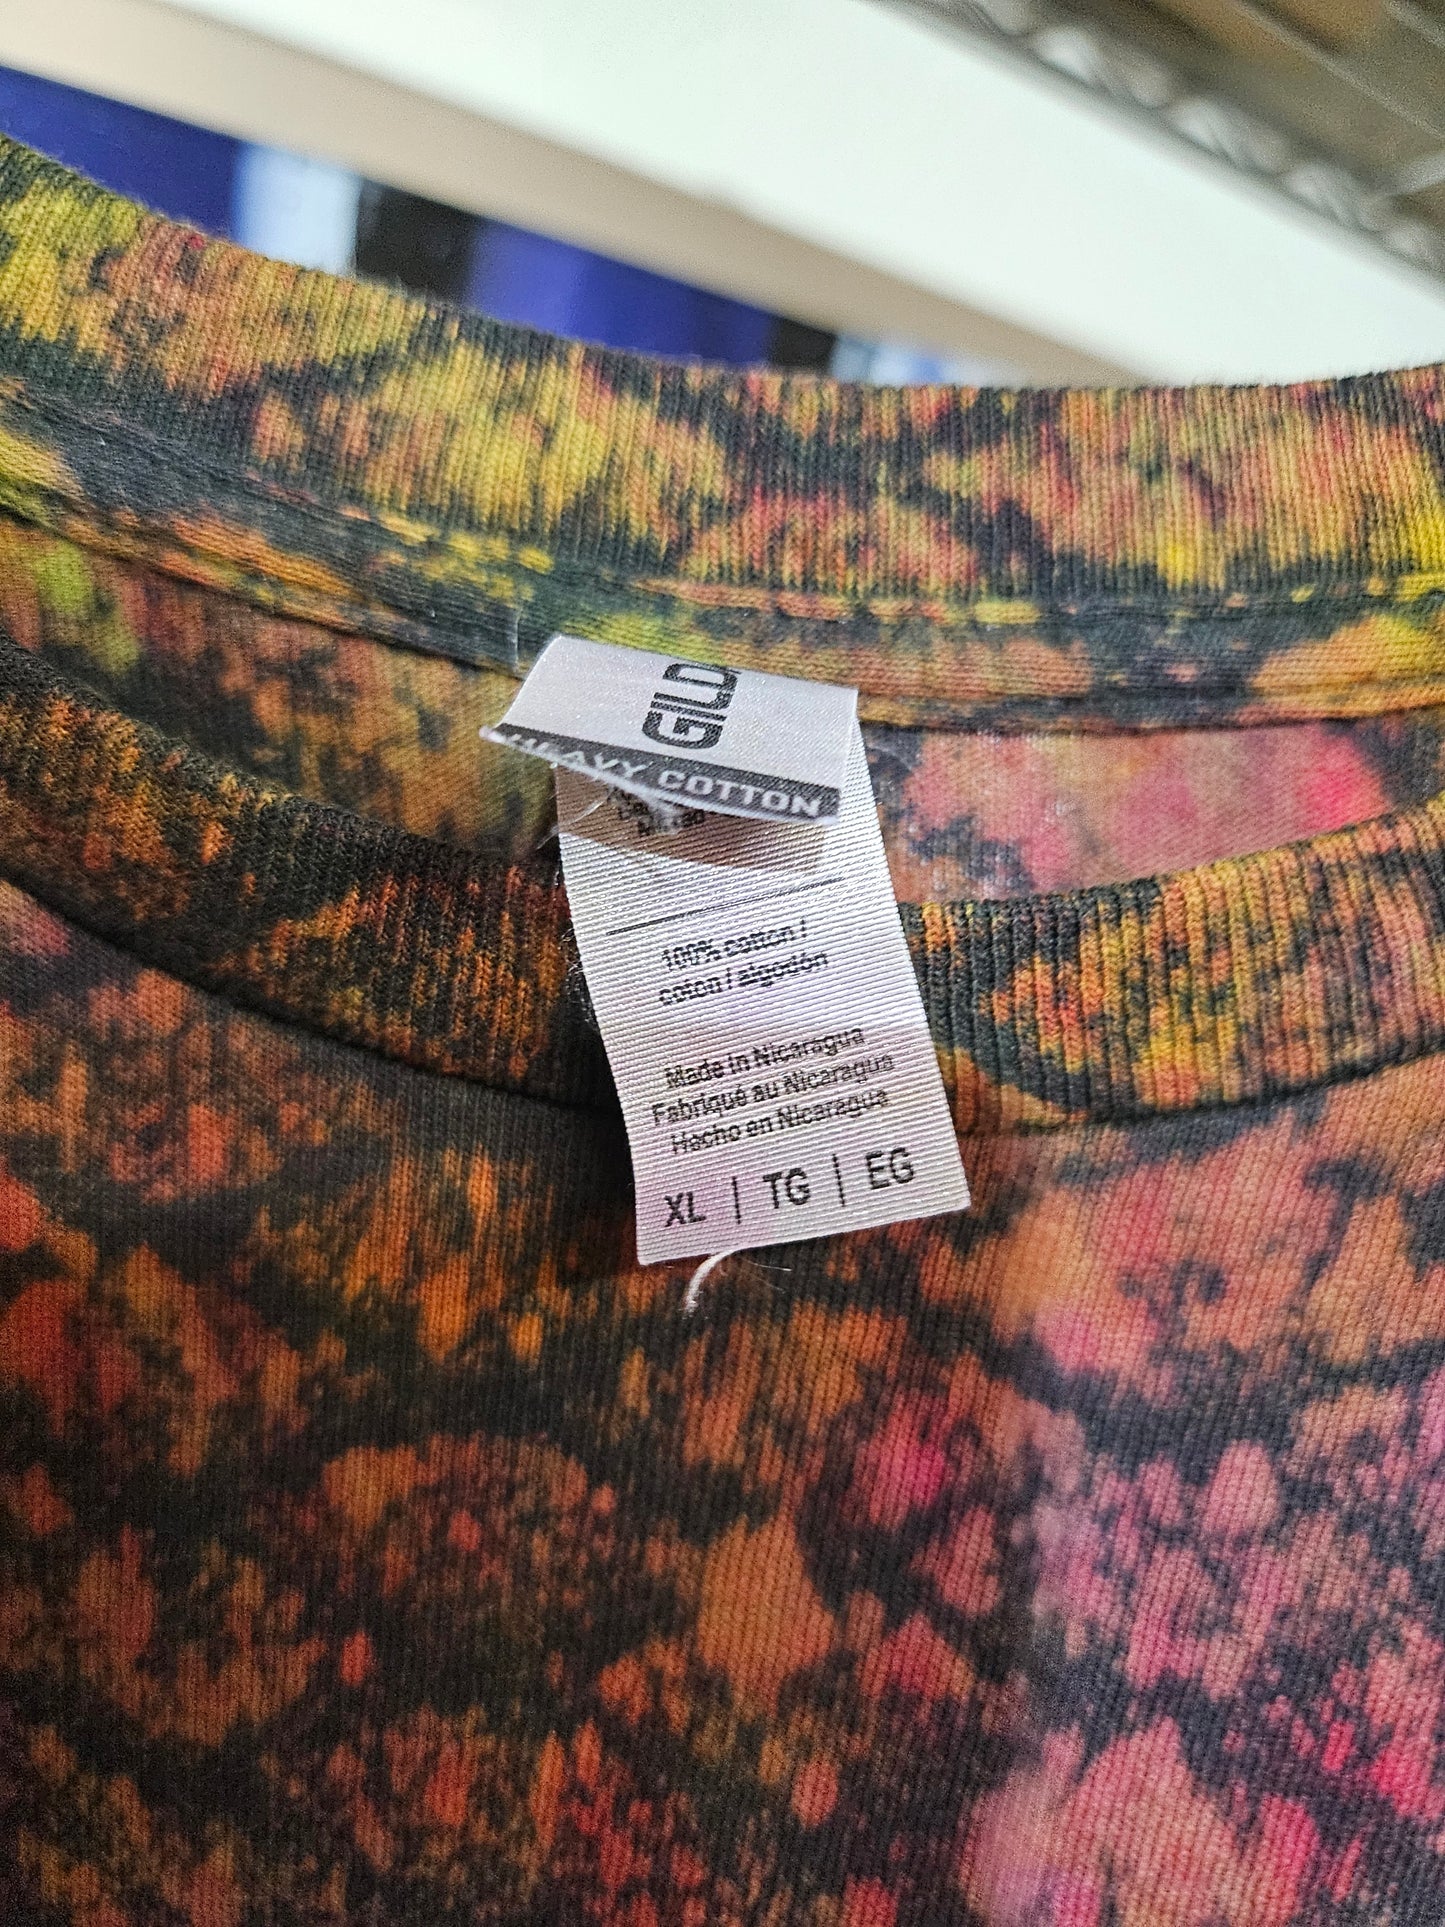 GILD
HEAVY COTTON
100% cotton /
coton / algodón
Made in Nicaragua
Fabriqué au Nicaragua
Hecho en Nicaragua
XL | TG | EG